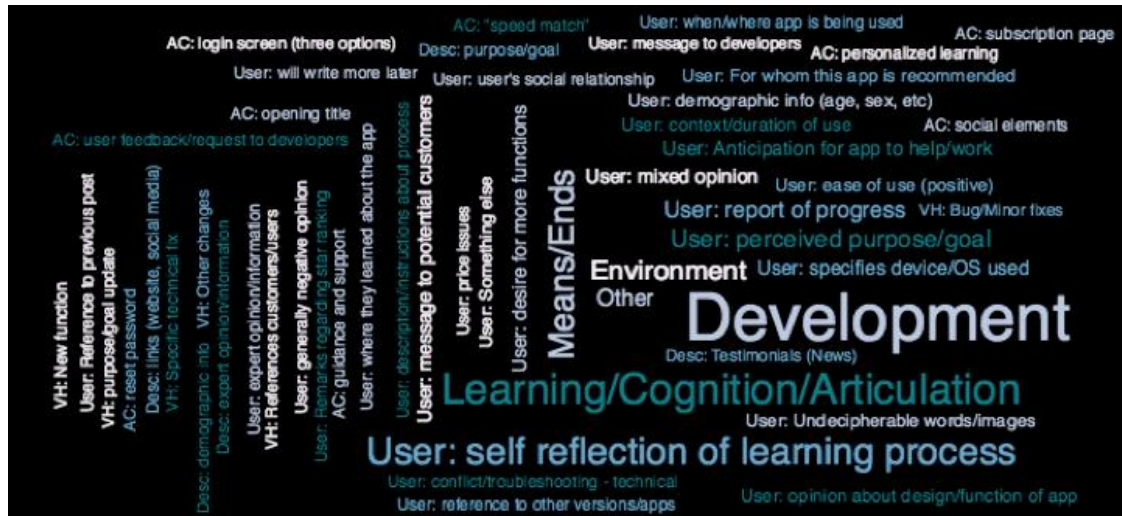 AC: "speed match"
User: when/where app is being used
AC: subscription page
AC: login screen (three options)
Desc: purpose/goal
User: message to developers
AC: personalized learning
User: will write more later
User: user's social relationship
User: For whom this app is recommended
AC: opening title
User: demographic info (age, sex, etc)
AC: user feedback/request to developers
User: context/duration of use
AC: social elements
User: Anticipation for app to help/work
User: mixed opinion
User: ease of use (positive)
User: report of progress
VH: Bug/Minor fixes
User: perceived purpose/goal
Environment
User: specifies device/OS used
Other
Development
Desc: Testimonials (News)
Learning/Cognition/Articulation
User: Undecipherable words/images
User: self reflection of learning process
User: conflict/troubleshooting - technical
User: opinion about design/function of app
User: reference to other versions/apps
VH: New function
User: Reference to previous post
VH: purpose/goal update
AC: reset password
Desc: links (website, social media)
VH: Specific technical fix
VH: Other changes
Desc: demographic info
Desc: expert opinion/information
User: expert opinion/information
VH: References customers/users
User: generally negative opinion
User: Remarks regarding star ranking
AC: guidance and support
User: where they learned about the app
User: description/instructions about process
User: message to potential customers
User: price issues
User: Something else
User: desire for more functions
Means/Ends